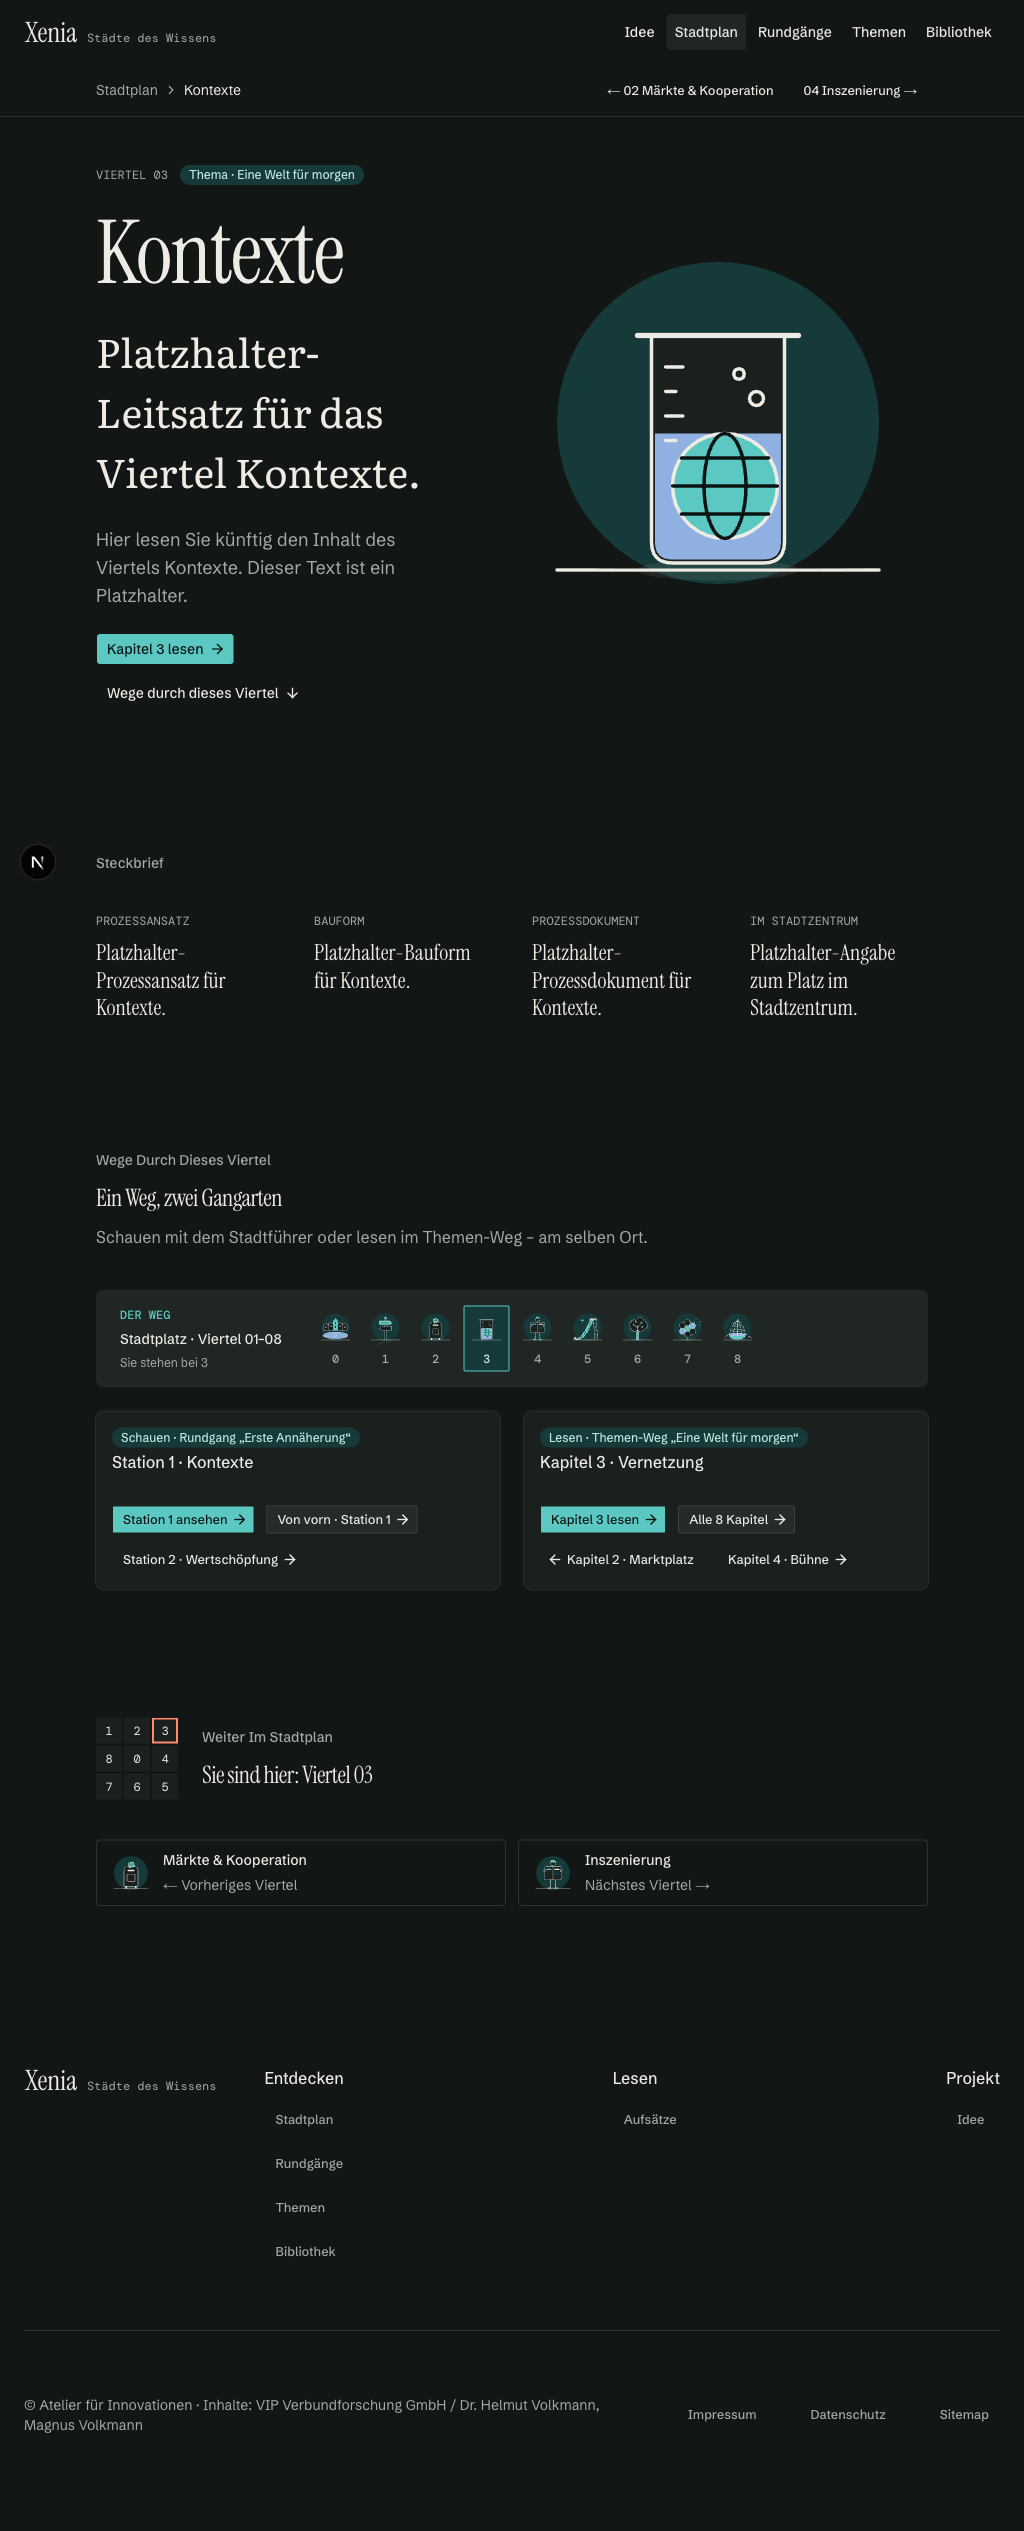 Xenia Städte des Wissens
Idee Stadtplan Rundgänge Themen Bibliothek
Stadtplan › Kontexte
← 02 Märkte & Kooperation 04 Inszenierung →
VIERTEL 03 Thema · Eine Welt für morgen
Kontexte
Platzhalter-
Leitsatz für das
Viertel Kontexte.
Hier lesen Sie künftig den Inhalt des
Viertels Kontexte. Dieser Text ist ein
Platzhalter.
Kapitel 3 lesen →
Wege durch dieses Viertel ↓
N
Steckbrief
PROZESSANSATZ
Platzhalter-
Prozessansatz für
Kontexte.
BAUFORM
Platzhalter-Bauform
für Kontexte.
PROZESSDOKUMENT
Platzhalter-
Prozessdokument für
Kontexte.
IM STADTZENTRUM
Platzhalter-Angabe
zum Platz im
Stadtzentrum.
Wege Durch Dieses Viertel
Ein Weg, zwei Gangarten
Schauen mit dem Stadtführer oder lesen im Themen-Weg – am selben Ort.
DER WEG
Stadtplatz · Viertel 01–08
Sie stehen bei 3
0 1 2 3 4 5 6 7 8
Schauen · Rundgang „Erste Annäherung“
Station 1 · Kontexte
Station 1 ansehen → Von vorn · Station 1 →
Station 2 · Wertschöpfung →
Lesen · Themen-Weg „Eine Welt für morgen“
Kapitel 3 · Vernetzung
Kapitel 3 lesen → Alle 8 Kapitel →
← Kapitel 2 · Marktplatz Kapitel 4 · Bühne →
1 2 3
8 0 4
7 6 5
Weiter Im Stadtplan
Sie sind hier: Viertel 03
Märkte & Kooperation
← Vorheriges Viertel
Inszenierung
Nächstes Viertel →
Xenia Städte des Wissens
Entdecken
Stadtplan
Rundgänge
Themen
Bibliothek
Lesen
Aufsätze
Projekt
Idee
© Atelier für Innovationen · Inhalte: VIP Verbundforschung GmbH / Dr. Helmut Volkmann,
Magnus Volkmann
Impressum Datenschutz Sitemap